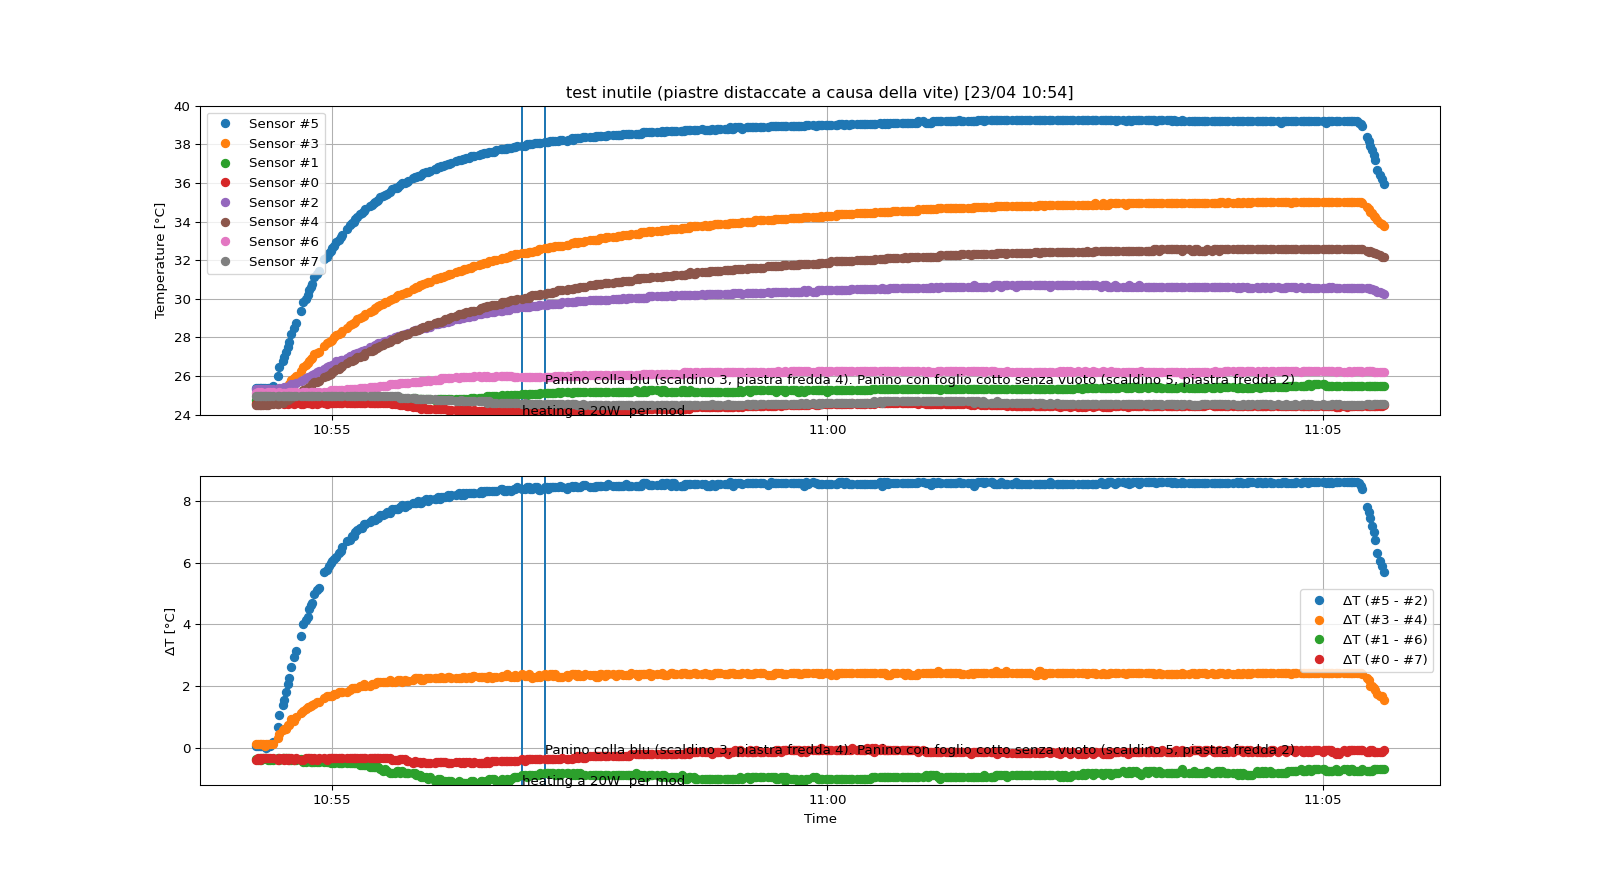 test inutile (piastre distaccate a causa della vite) [23/04 10:54]
40
38
36
34
32
30
28
26
24
Temperature [°C]
Sensor #5
Sensor #3
Sensor #1
Sensor #0
Sensor #2
Sensor #4
Sensor #6
Sensor #7
Panino colla blu (scaldino 3, piastra fredda 4). Panino con foglio cotto senza vuoto (scaldino 5, piastra fredda 2)
heating a 20W  per mod
10:55
11:00
11:05
8
6
4
2
0
ΔT [°C]
ΔT (#5 - #2)
ΔT (#3 - #4)
ΔT (#1 - #6)
ΔT (#0 - #7)
Panino colla blu (scaldino 3, piastra fredda 4). Panino con foglio cotto senza vuoto (scaldino 5, piastra fredda 2)
heating a 20W  per mod
10:55
11:00
11:05
Time